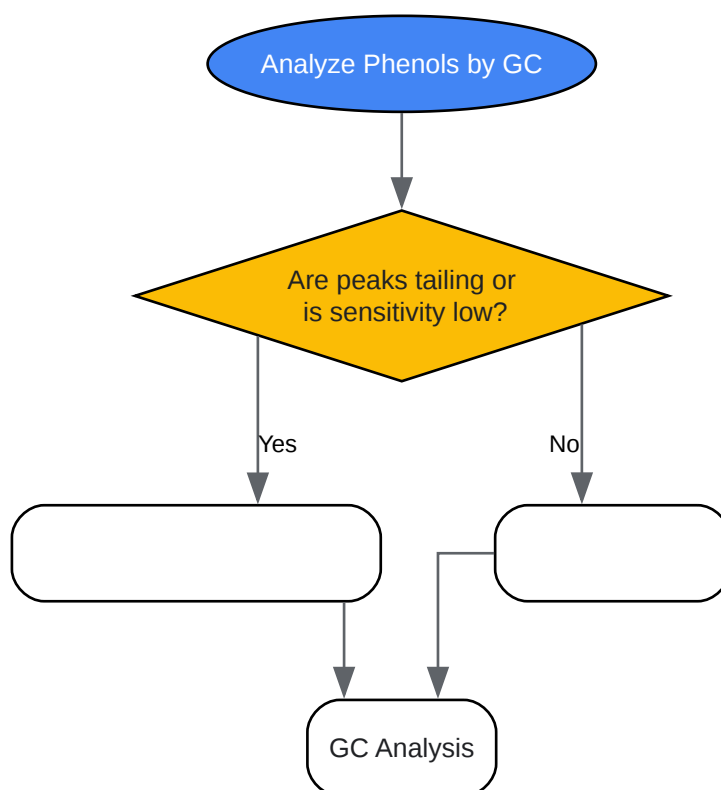 Analyze Phenols by GC
Are peaks tailing or
is sensitivity low?
Yes
No
GC Analysis